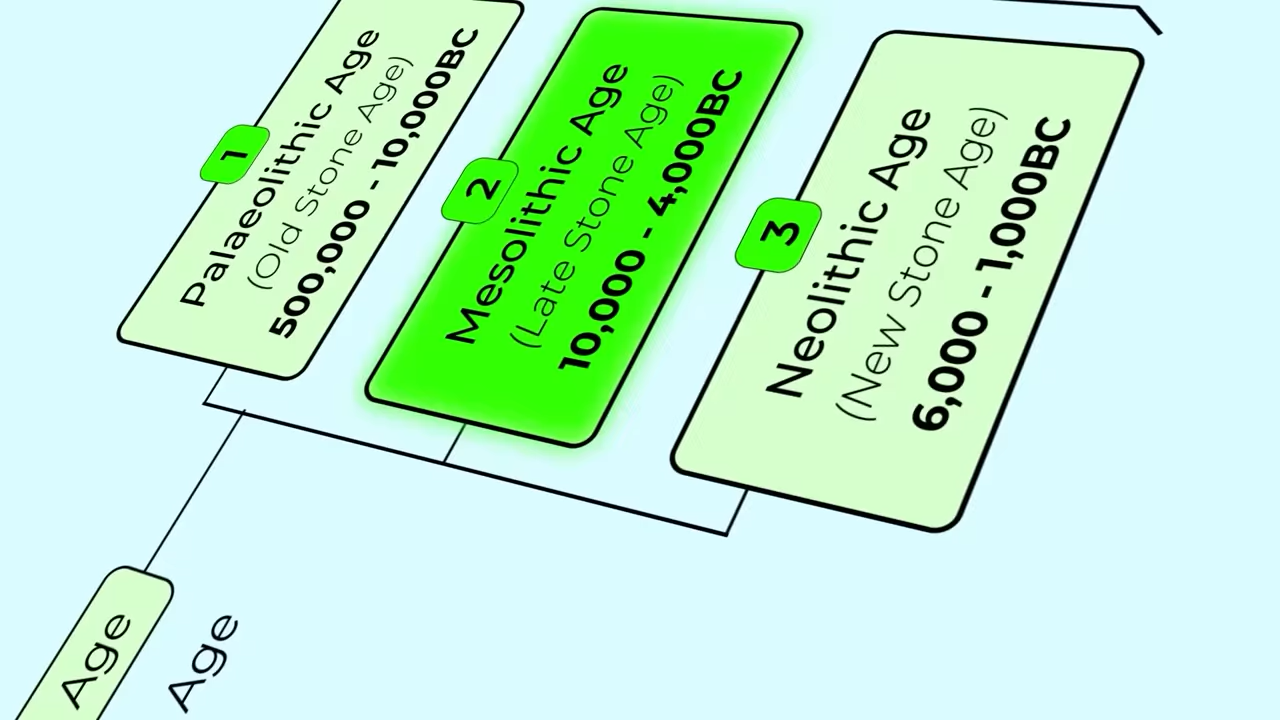 1
Palaeolithic Age
(Old Stone Age)
500,000 - 10,000BC
2
Mesolithic Age
(Late Stone Age)
10,000 - 4,000BC
3
Neolithic Age
(New Stone Age)
6,000 - 1,000BC
Age
Age